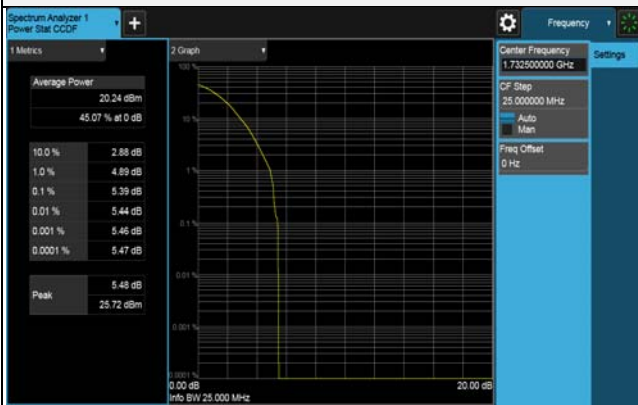 Spectrum Analyzer 1
Power Stat CCDF
Frequency
1 Metrics
2 Graph
Center Frequency
1.732500000 GHz
Settings
CF Step
25.000000 MHz
Auto
Man
Freq Offset
0 Hz
Average Power
20.24 dBm
45.07 % at 0 dB
10.0 % 2.88 dB
1.0 % 4.89 dB
0.1 % 5.39 dB
0.01 % 5.44 dB
0.001 % 5.46 dB
0.0001 % 5.47 dB
Peak
5.48 dB
25.72 dBm
100 %
10 %
1 %
0.1 %
0.01 %
0.001 %
0.0001 %
0.00 dB
20.00 dB
Info BW 25.000 MHz